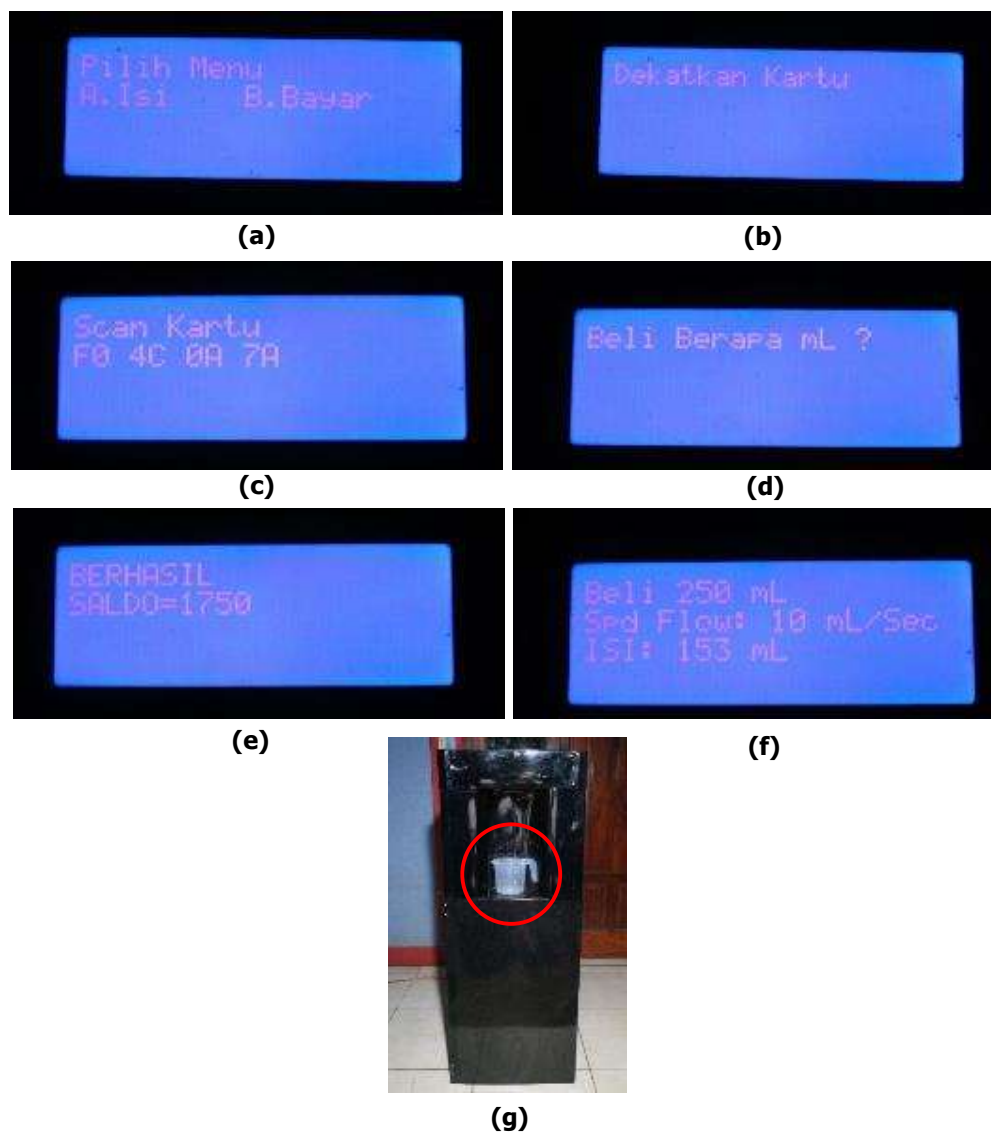 Pilih Menu
A.Isi B.Bayar
(a)
Dekatkan Kartu
(b)
Scan Kartu
F0 4C 0A 7A
(c)
Beli Berapa mL ?
(d)
BERHASIL
SALDO=1750
(e)
Beli 250 mL
Spd Flow: 10 mL/Sec
ISI: 153 mL
(f)
(g)